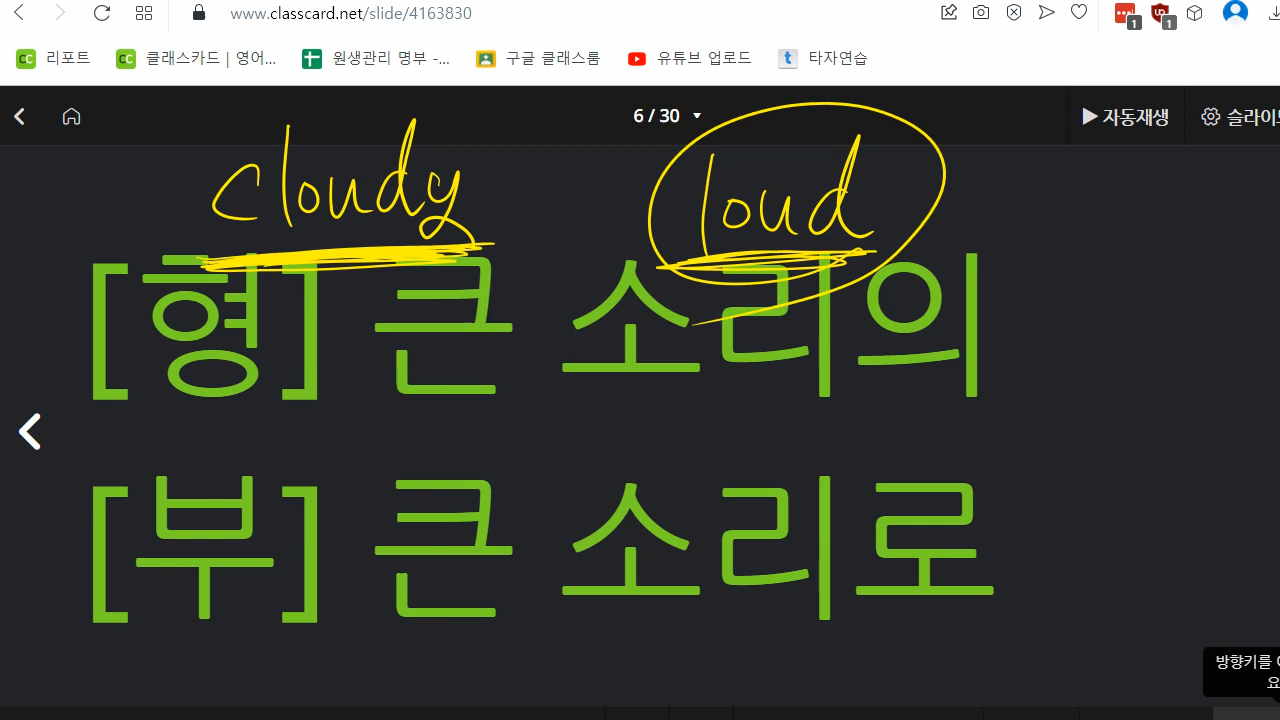 www.classcard.net/slide/4163830
1 1
리포트 클래스카드 | 영어... 원생관리 명부 -... 구글 클래스룸 유튜브 업로드 타자연습
6 / 30 자동재생
cloudy loud
[형] 큰 소리의
[부] 큰 소리로
방향키를